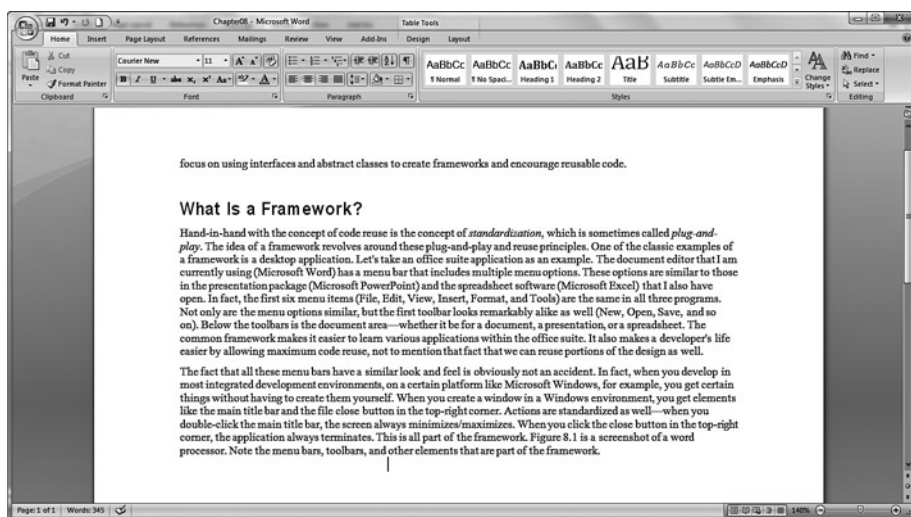 Chapter08 - Microsoft Word
Table Tools
Home Insert Page Layout References Mailings Review View Add-Ins Design Layout
Paste
Cut
Copy
Format Painter
Clipboard
Courier New 11
Font
Paragraph
AaBbCc AaBbCc AaBbCc AaBbCc AaB AaBbCc AaBbCcD AaBbCcD
¶ Normal ¶ No Spaci... Heading 1 Heading 2 Title Subtitle Subtle Em... Emphasis
Change Styles
Styles
Find
Replace
Select
Editing
focus on using interfaces and abstract classes to create frameworks and encourage reusable code.
What Is a Framework?
Hand-in-hand with the concept of code reuse is the concept of standardization, which is sometimes called plug-and-
play. The idea of a framework revolves around these plug-and-play and reuse principles. One of the classic examples of
a framework is a desktop application. Let's take an office suite application as an example. The document editor that I am
currently using (Microsoft Word) has a menu bar that includes multiple menu options. These options are similar to those
in the presentation package (Microsoft PowerPoint) and the spreadsheet software (Microsoft Excel) that I also have
open. In fact, the first six menu items (File, Edit, View, Insert, Format, and Tools) are the same in all three programs.
Not only are the menu options similar, but the first toolbar looks remarkably alike as well (New, Open, Save, and so
on). Below the toolbars is the document area—whether it be for a document, a presentation, or a spreadsheet. The
common framework makes it easier to learn various applications within the office suite. It also makes a developer's life
easier by allowing maximum code reuse, not to mention that fact that we can reuse portions of the design as well.
The fact that all these menu bars have a similar look and feel is obviously not an accident. In fact, when you develop in
most integrated development environments, on a certain platform like Microsoft Windows, for example, you get certain
things without having to create them yourself. When you create a window in a Windows environment, you get elements
like the main title bar and the file close button in the top-right corner. Actions are standardized as well—when you
double-click the main title bar, the screen always minimizes/maximizes. When you click the close button in the top-right
corner, the application always terminates. This is all part of the framework. Figure 8.1 is a screenshot of a word
processor. Note the menu bars, toolbars, and other elements that are part of the framework.
Page: 1 of 1 Words: 345 140%